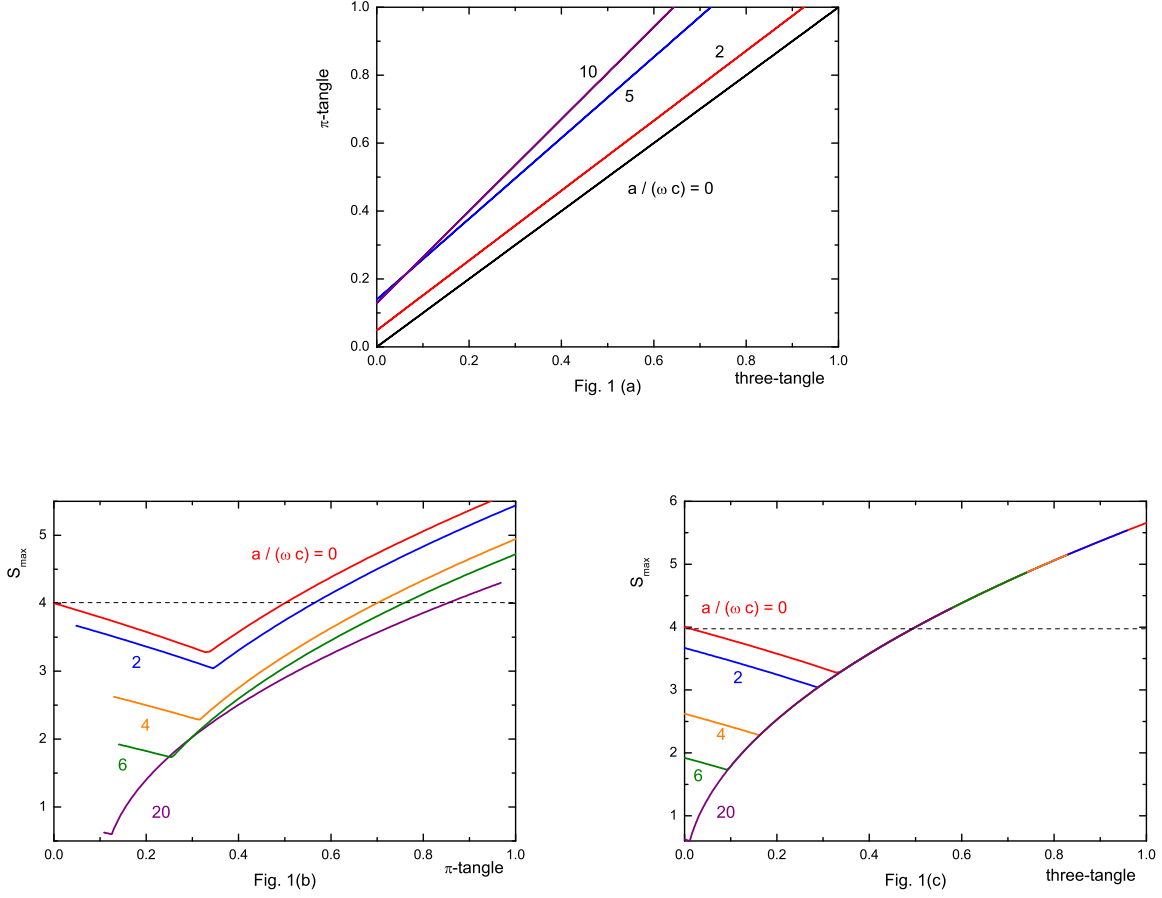 1.0
0.8
0.6
0.4
0.2
0.0
π-tangle
10
5
2
a / (ω c) = 0
0.0 0.2 0.4 0.6 0.8 1.0
three-tangle
Fig. 1 (a)
5
4
3
2
1
S max
a / (ω c) = 0
2
4
6
20
0.0 0.2 0.4 0.6 0.8 1.0
π-tangle
Fig. 1(b)
6
5
4
3
2
1
S max
a / (ω c) = 0
2
4
6
20
0.0 0.2 0.4 0.6 0.8 1.0
three-tangle
Fig. 1(c)